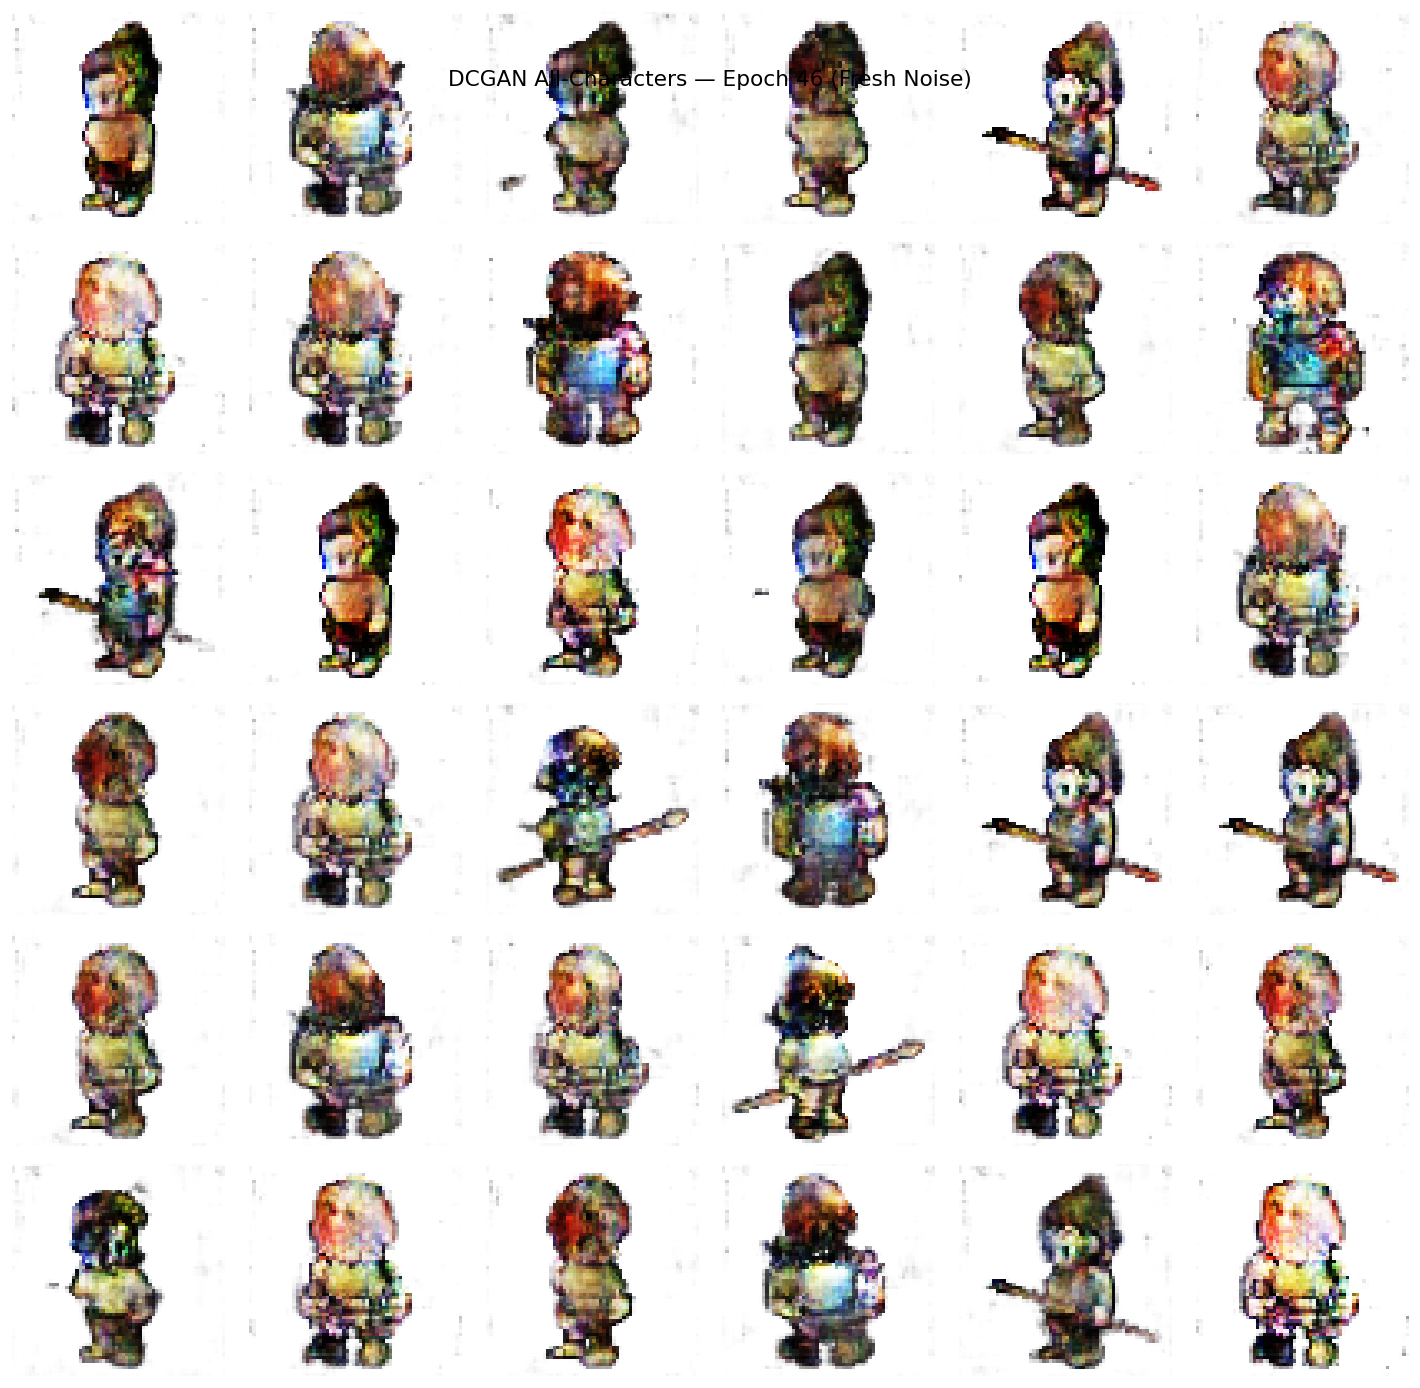 DCGAN All-Characters — Epoch 46 (Fresh Noise)